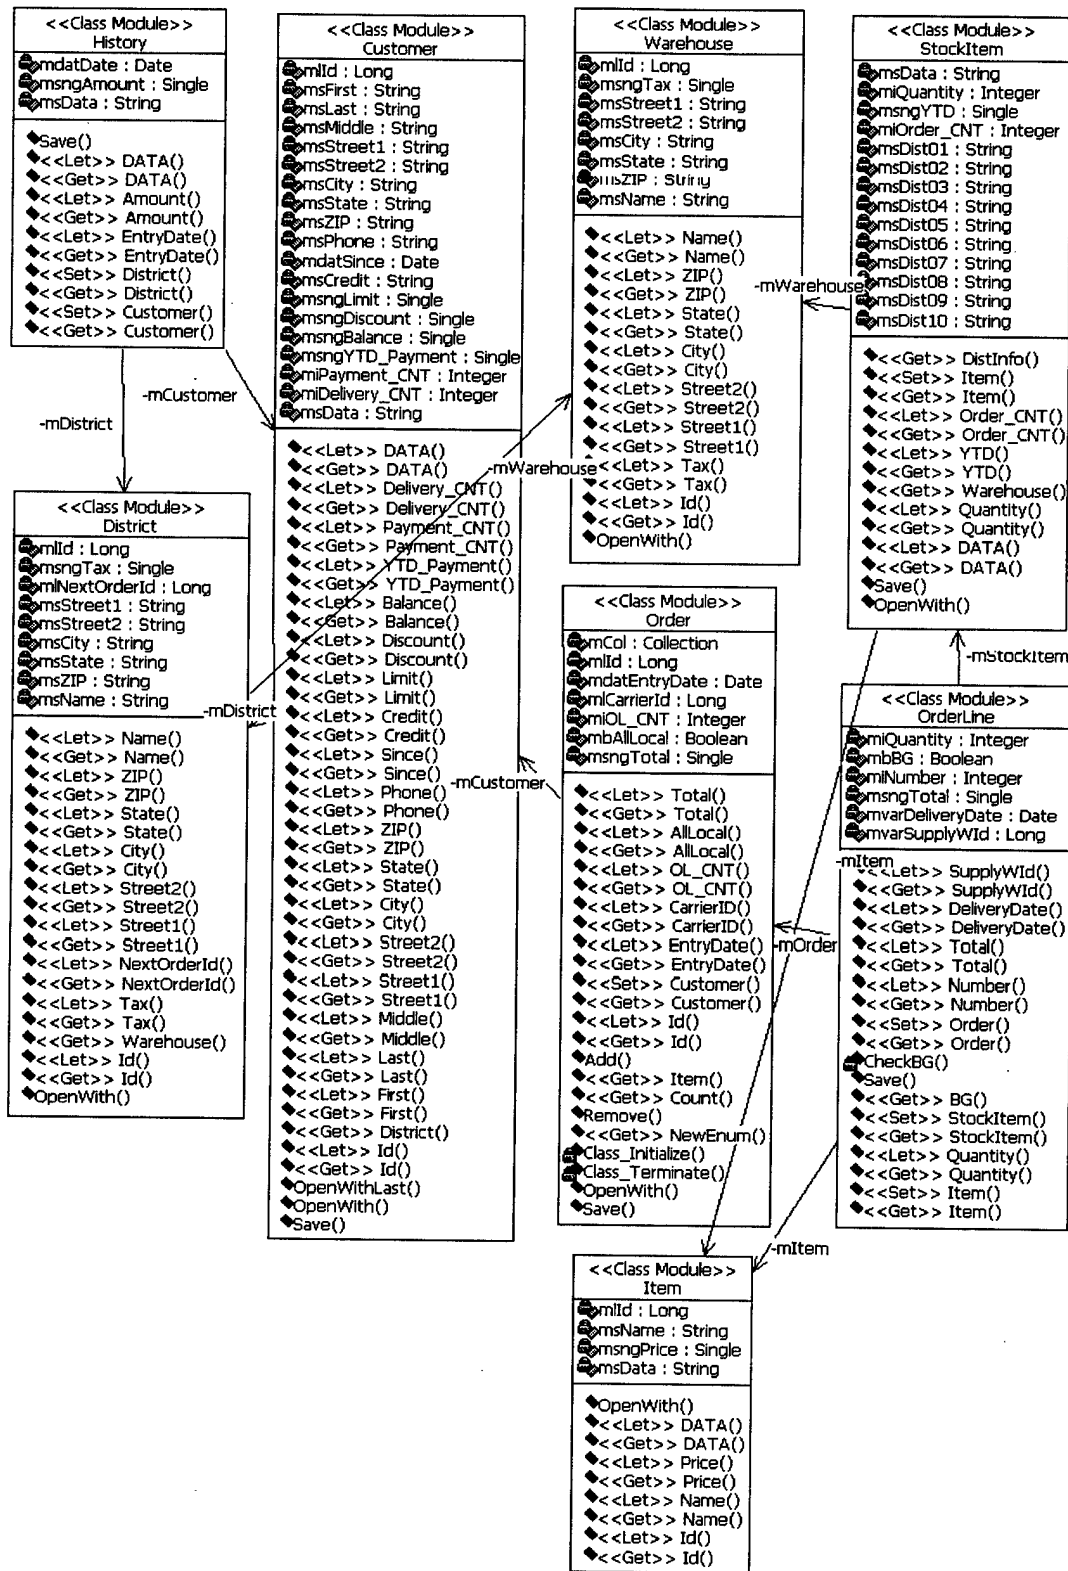 <<Class Module>>
History
mdatDate : Date
msngAmount : Single
msData : String
Save()
<<Let>> DATA()
<<Get>> DATA()
<<Let>> Amount()
<<Get>> Amount()
<<Let>> EntryDate()
<<Get>> EntryDate()
<<Set>> District()
<<Get>> District()
<<Set>> Customer()
<<Get>> Customer()
-mCustomer
-mDistrict
<<Class Module>>
District
mlId : Long
msngTax : Single
mlNextOrderId : Long
msStreet1 : String
msStreet2 : String
msCity : String
msState : String
msZIP : String
msName : String
<<Let>> Name()
<<Get>> Name()
<<Let>> ZIP()
<<Get>> ZIP()
<<Let>> State()
<<Get>> State()
<<Let>> City()
<<Get>> City()
<<Let>> Street2()
<<Get>> Street2()
<<Let>> Street1()
<<Get>> Street1()
<<Let>> NextOrderId()
<<Get>> NextOrderId()
<<Let>> Tax()
<<Get>> Tax()
<<Get>> Warehouse()
<<Let>> Id()
<<Get>> Id()
OpenWith()
<<Class Module>>
Customer
mlId : Long
msFirst : String
msLast : String
msMiddle : String
msStreet1 : String
msStreet2 : String
msCity : String
msState : String
msZIP : String
msPhone : String
mdatSince : Date
msCredit : String
msngLimit : Single
msngDiscount : Single
msngBalance : Single
msngYTD_Payment : Single
miPayment_CNT : Integer
miDelivery_CNT : Integer
msData : String
<<Let>> DATA()
<<Get>> DATA()
<<Let>> Delivery_CNT()
<<Get>> Delivery_CNT()
<<Let>> Payment_CNT()
<<Get>> Payment_CNT()
<<Let>> YTD_Payment()
<<Get>> YTD_Payment()
<<Let>> Balance()
<<Get>> Balance()
<<Let>> Discount()
<<Get>> Discount()
<<Let>> Limit()
<<Get>> Limit()
<<Let>> Credit()
<<Get>> Credit()
<<Let>> Since()
<<Get>> Since()
<<Let>> Phone()
<<Get>> Phone()
<<Let>> ZIP()
<<Get>> ZIP()
<<Let>> State()
<<Get>> State()
<<Let>> City()
<<Get>> City()
<<Let>> Street2()
<<Get>> Street2()
<<Let>> Street1()
<<Get>> Street1()
<<Let>> Middle()
<<Get>> Middle()
<<Let>> Last()
<<Get>> Last()
<<Let>> First()
<<Get>> First()
<<Get>> District()
<<Let>> Id()
<<Get>> Id()
OpenWithLast()
OpenWith()
Save()
-mDistrict
-mWarehouse
-mCustomer
<<Class Module>>
Warehouse
mlId : Long
msngTax : Single
msStreet1 : String
msStreet2 : String
msCity : String
msState : String
msZIP : String
msName : String
<<Let>> Name()
<<Get>> Name()
<<Let>> ZIP()
<<Get>> ZIP()
<<Let>> State()
<<Get>> State()
<<Let>> City()
<<Get>> City()
<<Let>> Street2()
<<Get>> Street2()
<<Let>> Street1()
<<Get>> Street1()
<<Let>> Tax()
<<Get>> Tax()
<<Let>> Id()
<<Get>> Id()
OpenWith()
-mWarehouse
<<Class Module>>
Order
mCol : Collection
mlId : Long
mdatEntryDate : Date
mlCarrierId : Long
miOL_CNT : Integer
mbAllLocal : Boolean
msngTotal : Single
<<Let>> Total()
<<Get>> Total()
<<Let>> AllLocal()
<<Get>> AllLocal()
<<Let>> OL_CNT()
<<Get>> OL_CNT()
<<Let>> CarrierID()
<<Get>> CarrierID()
<<Let>> EntryDate()
<<Get>> EntryDate()
<<Set>> Customer()
<<Get>> Customer()
<<Let>> Id()
<<Get>> Id()
Add()
<<Get>> Item()
<<Get>> Count()
Remove()
<<Get>> NewEnum()
Class_Initialize()
Class_Terminate()
OpenWith()
Save()
<<Class Module>>
StockItem
msData : String
miQuantity : Integer
msngYTD : Single
miOrder_CNT : Integer
msDist01 : String
msDist02 : String
msDist03 : String
msDist04 : String
msDist05 : String
msDist06 : String
msDist07 : String
msDist08 : String
msDist09 : String
msDist10 : String
<<Get>> DistInfo()
<<Set>> Item()
<<Get>> Item()
<<Let>> Order_CNT()
<<Get>> Order_CNT()
<<Let>> YTD()
<<Get>> YTD()
<<Get>> Warehouse()
<<Let>> Quantity()
<<Get>> Quantity()
<<Let>> DATA()
<<Get>> DATA()
Save()
OpenWith()
-mStockItem
<<Class Module>>
OrderLine
miQuantity : Integer
mbBG : Boolean
miNumber : Integer
msngTotal : Single
mvarDeliveryDate : Date
mvarSupplyWId : Long
-mItem
<<Let>> SupplyWId()
<<Get>> SupplyWId()
<<Let>> DeliveryDate()
<<Get>> DeliveryDate()
<<Let>> Total()
<<Get>> Total()
<<Let>> Number()
<<Get>> Number()
<<Set>> Order()
<<Get>> Order()
CheckBG()
Save()
<<Get>> BG()
<<Set>> StockItem()
<<Get>> StockItem()
<<Let>> Quantity()
<<Get>> Quantity()
<<Set>> Item()
<<Get>> Item()
-mOrder
-mItem
<<Class Module>>
Item
mlId : Long
msName : String
msngPrice : Single
msData : String
OpenWith()
<<Let>> DATA()
<<Get>> DATA()
<<Let>> Price()
<<Get>> Price()
<<Let>> Name()
<<Get>> Name()
<<Let>> Id()
<<Get>> Id()